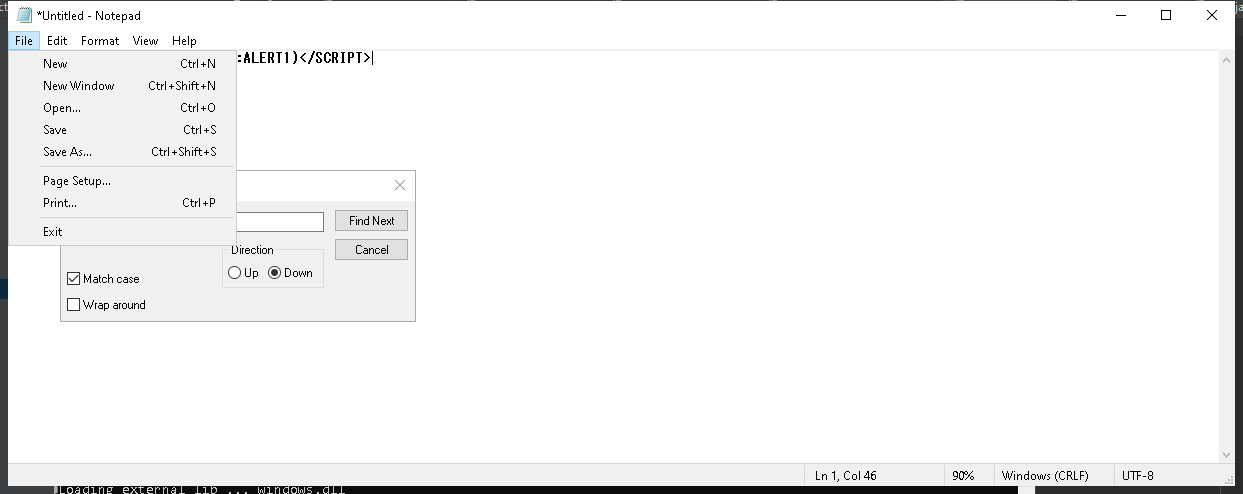 *Untitled - Notepad
File Edit Format View Help
:ALERT1)</SCRIPT>
New Ctrl+N
New Window Ctrl+Shift+N
Open... Ctrl+O
Save Ctrl+S
Save As... Ctrl+Shift+S
Page Setup...
Print... Ctrl+P
Exit
Find Next
Cancel
Direction
Up Down
Match case
Wrap around
Ln 1, Col 46 90% Windows (CRLF) UTF-8
Loading external lib ... windows.dll